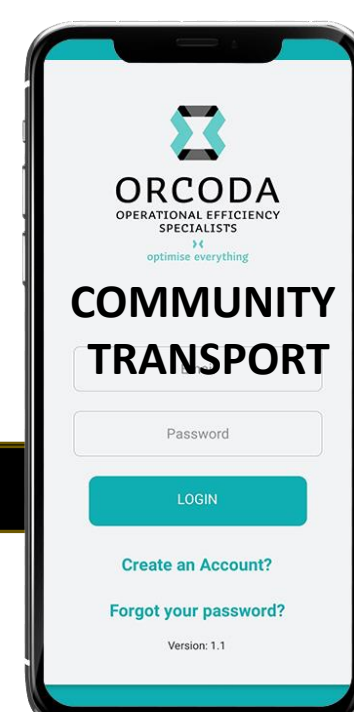 ORCODA
OPERATIONAL EFFICIENCY
SPECIALISTS
optimise everything
COMMUNITY
TRANSPORT
Password
LOGIN
Create an Account?
Forgot your password?
Version: 1.1